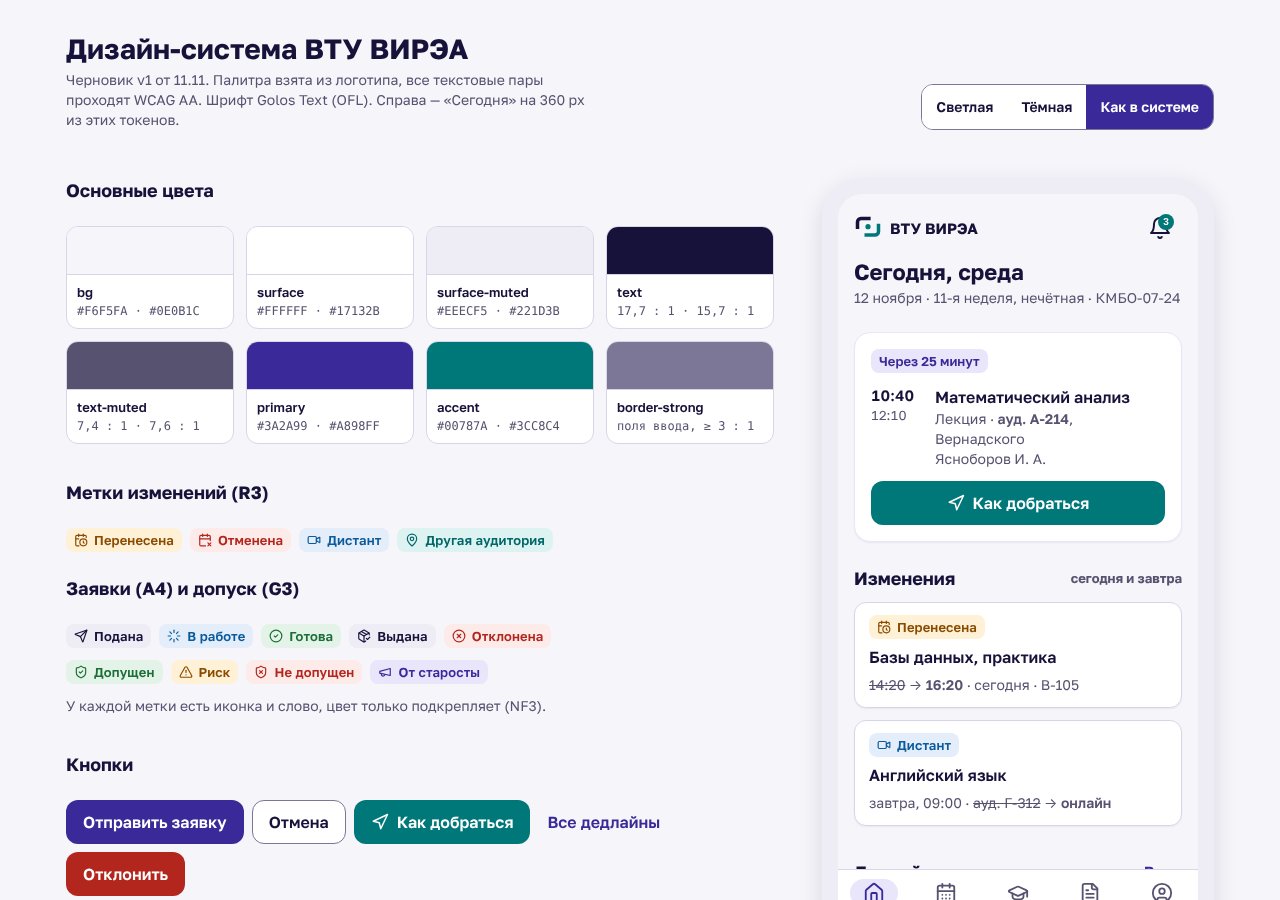 Дизайн-система ВТУ ВИРЭА
Черновик v1 от 11.11. Палитра взята из логотипа, все текстовые пары
проходят WCAG AA. Шрифт Golos Text (OFL). Справа — «Сегодня» на 360 px
из этих токенов.
Светлая
Тёмная
Как в системе
Основные цвета
bg
#F6F5FA · #0E0B1C
surface
#FFFFFF · #17132B
surface-muted
#EEECF5 · #221D3B
text
17,7 : 1 · 15,7 : 1
text-muted
7,4 : 1 · 7,6 : 1
primary
#3A2A99 · #A898FF
accent
#00787A · #3CC8C4
border-strong
поля ввода, ≥ 3 : 1
Метки изменений (R3)
Перенесена
Отменена
Дистант
Другая аудитория
Заявки (A4) и допуск (G3)
Подана
В работе
Готова
Выдана
Отклонена
Допущен
Риск
Не допущен
От старосты
У каждой метки есть иконка и слово, цвет только подкрепляет (NF3).
Кнопки
Отправить заявку
Отмена
Как добраться
Все дедлайны
Отклонить
ВТУ ВИРЭА
3
Сегодня, среда
12 ноября · 11-я неделя, нечётная · КМБО-07-24
Через 25 минут
10:40
12:10
Математический анализ
Лекция · ауд. А-214,
Вернадского
Ясноборов И. А.
Как добраться
Изменения
сегодня и завтра
Перенесена
Базы данных, практика
14:20 → 16:20 · сегодня · В-105
Дистант
Английский язык
завтра, 09:00 · ауд. Г-312 → онлайн